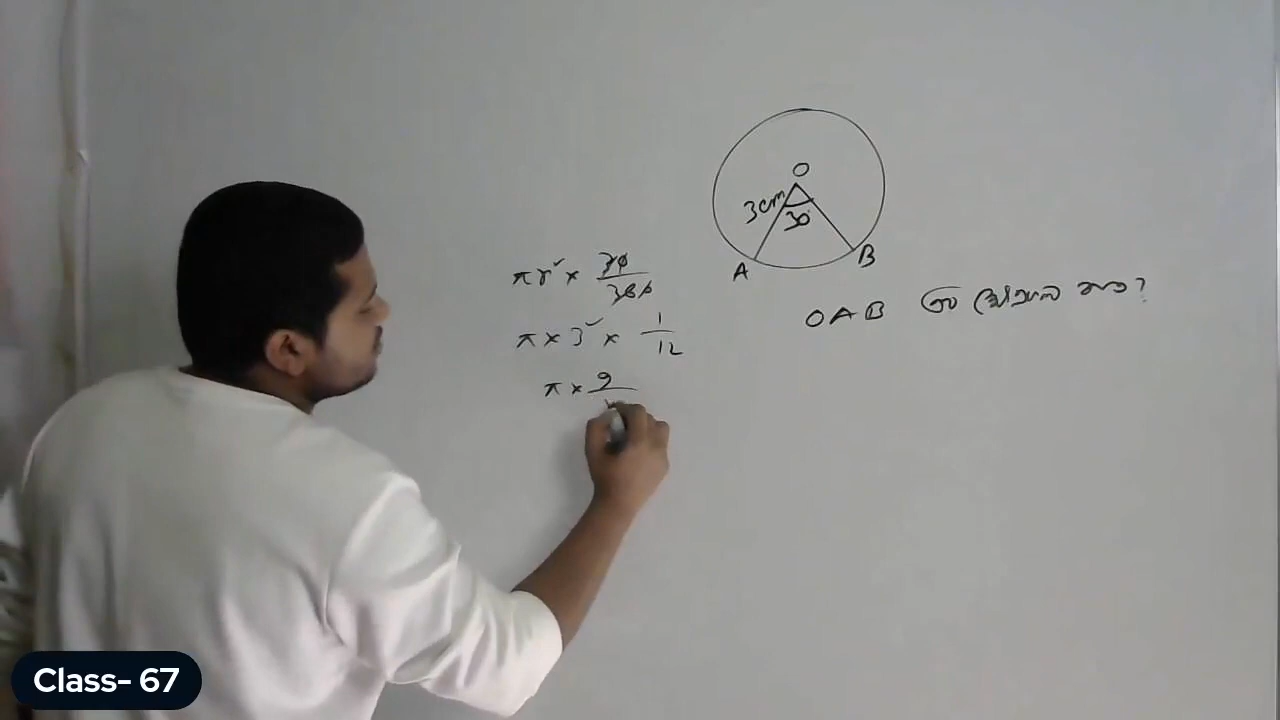 O
3cm
30°
A
B
OAB এর ক্ষেত্রফল কত?
πr² × 30/360
π × 3² × 1/12
π × 9/
Class- 67